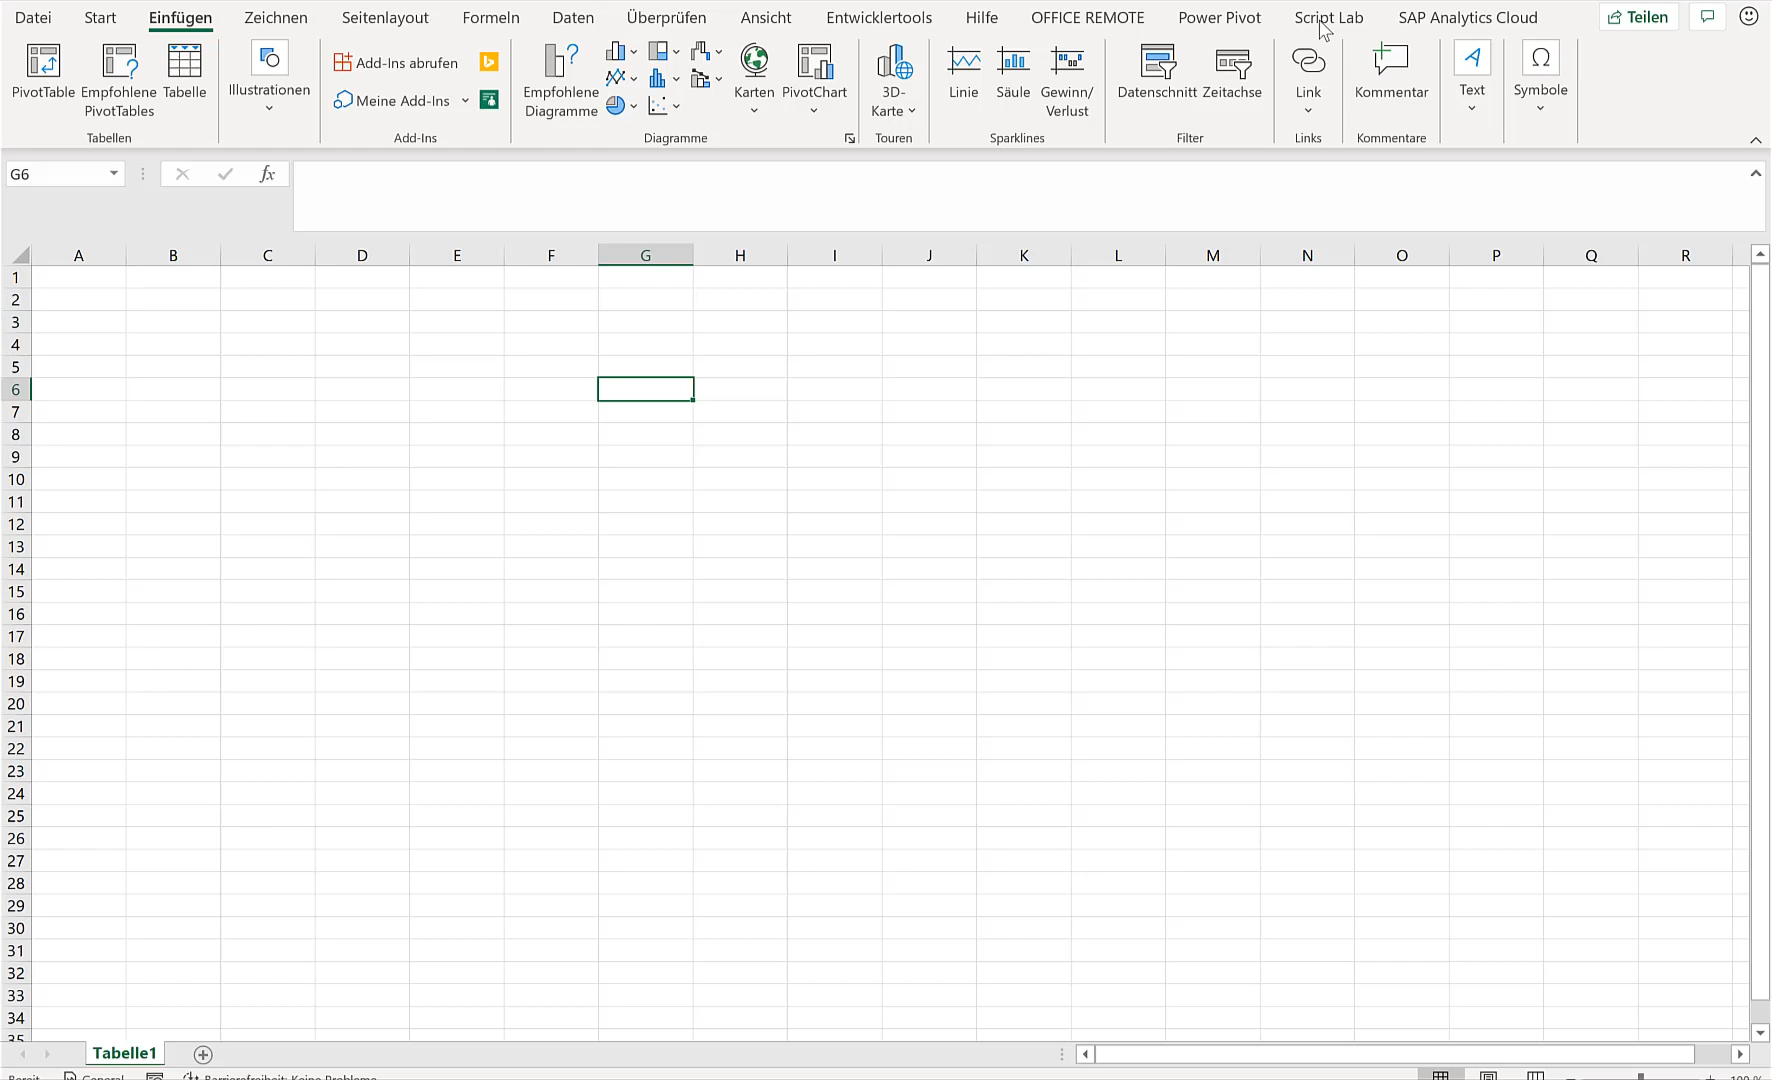 Datei Start Einfügen Zeichnen Seitenlayout Formeln Daten Überprüfen Ansicht Entwicklertools Hilfe OFFICE REMOTE Power Pivot Script Lab SAP Analytics Cloud Teilen
PivotTable
Empfohlene
PivotTables
Tabelle
Tabellen
Illustrationen
Add-Ins abrufen
Meine Add-Ins
Add-Ins
Empfohlene
Diagramme
Karten
PivotChart
Diagramme
3D-
Karte
Touren
Linie
Säule
Gewinn/
Verlust
Sparklines
Datenschnitt
Zeitachse
Filter
Link
Links
Kommentar
Kommentare
Text
Symbole
G6
fx
A B C D E F G H I J K L M N O P Q R
1
2
3
4
5
6
7
8
9
10
11
12
13
14
15
16
17
18
19
20
21
22
23
24
25
26
27
28
29
30
31
32
33
34
35
Tabelle1
Bereit General Barrierefreiheit: Keine Probleme 100 %